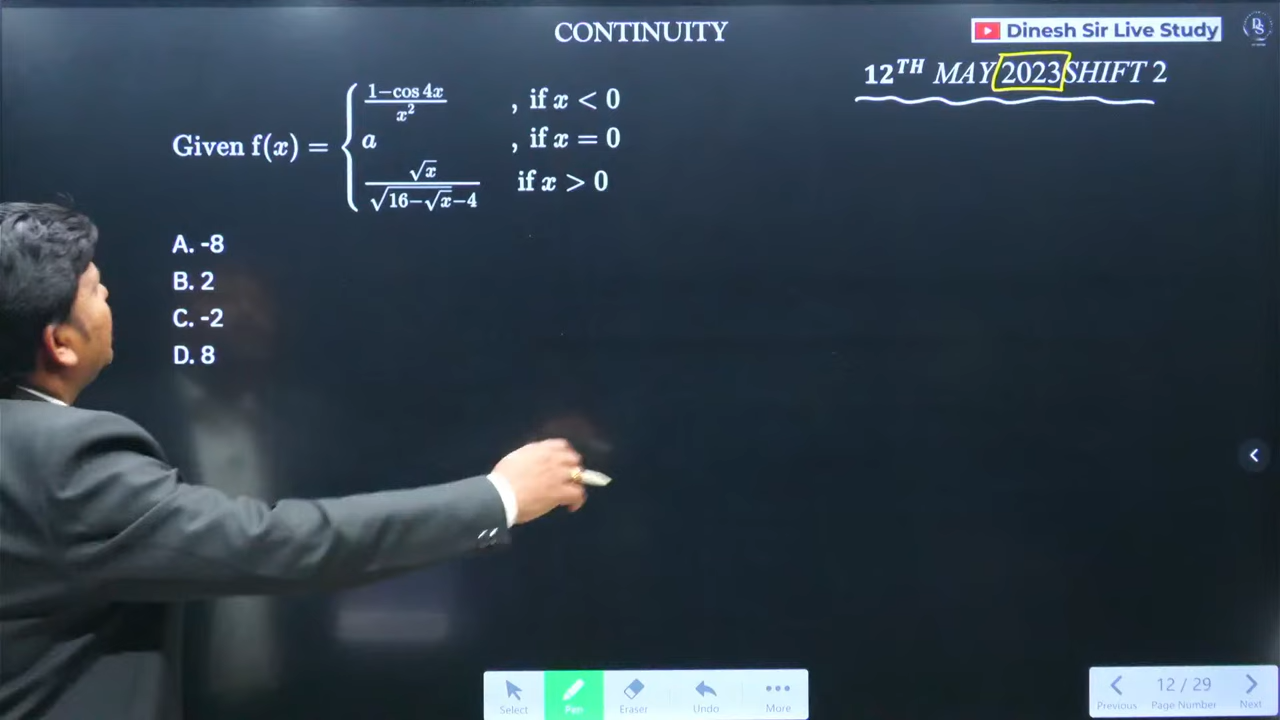 CONTINUITY
Dinesh Sir Live Study
DS
12TH MAY 2023 SHIFT 2
Given f(x) = { (1−cos 4x)/x² , if x < 0
a , if x = 0
√x/(√(16−√x)−4) if x > 0
A. -8
B. 2
C. -2
D. 8
Select
Pen
Eraser
Undo
More
Previous
12 / 29
Page Number
Next